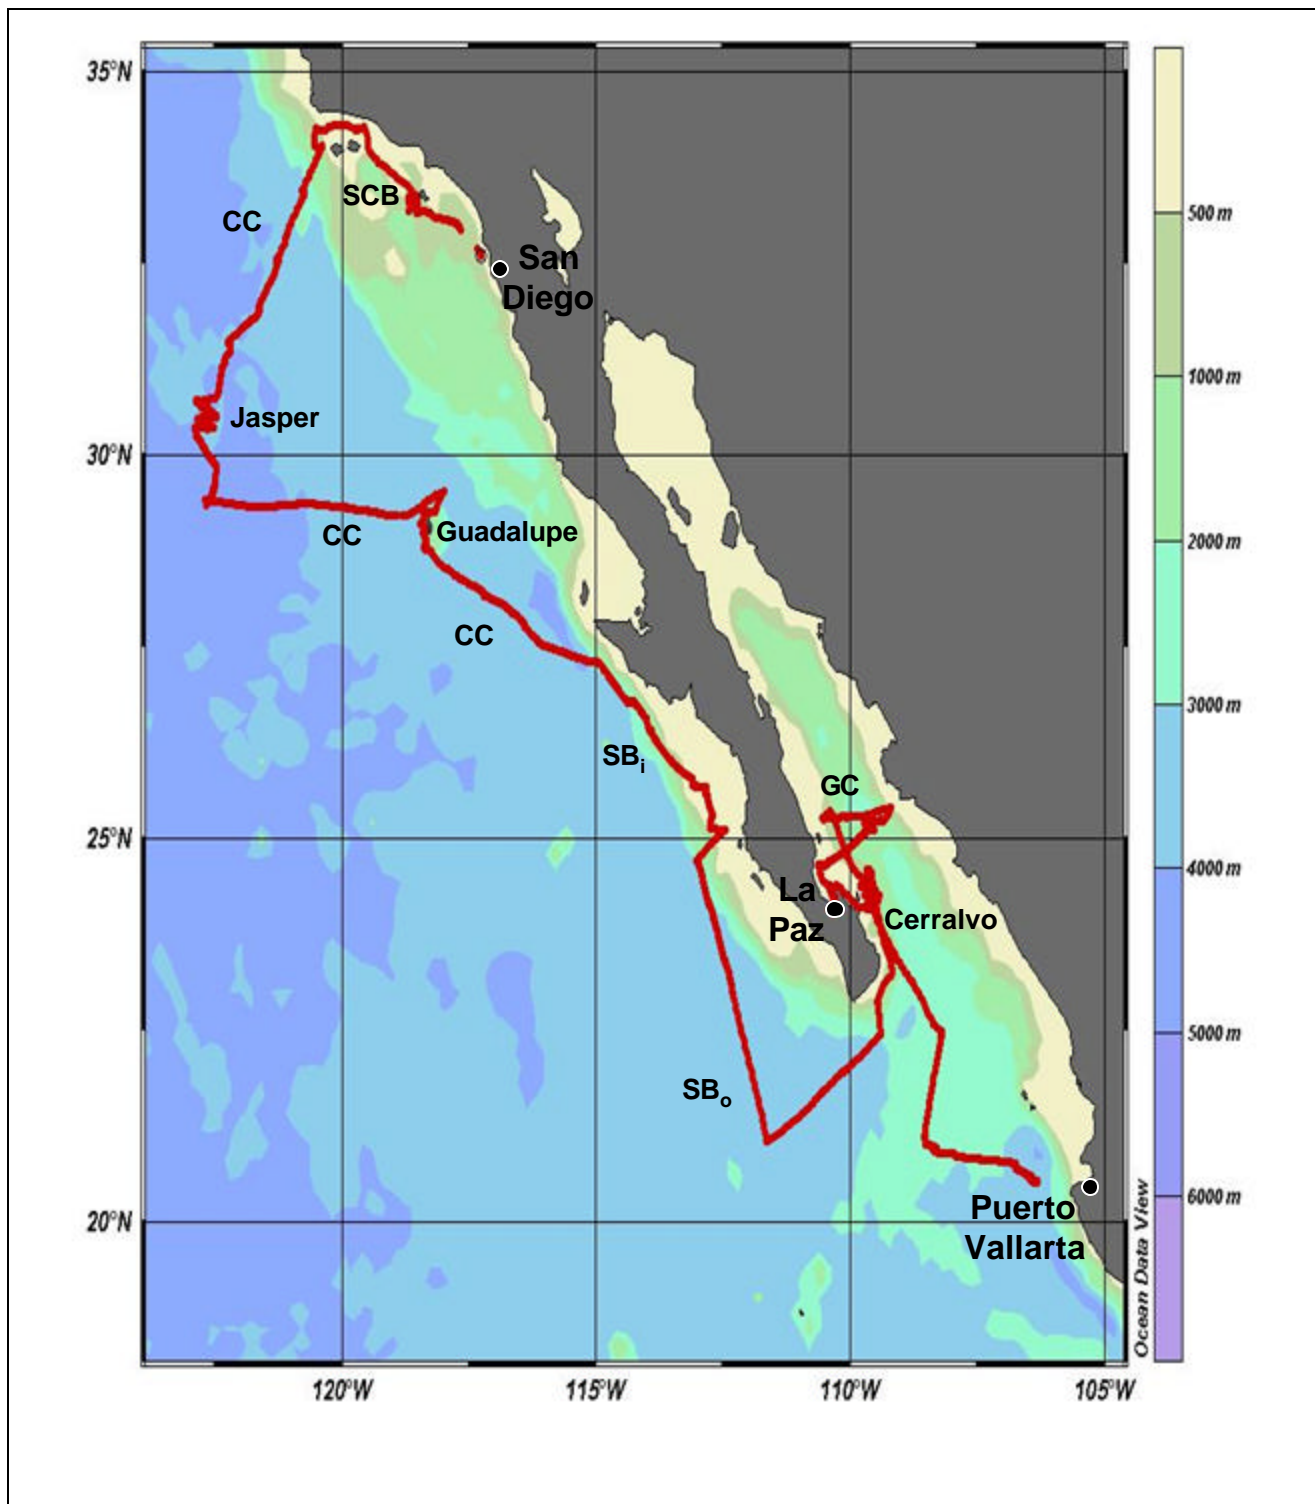 35°N
SCB
CC
500 m
San
Diego
1000 m
Jasper
30°N
CC
Guadalupe
2000 m
CC
3000 m
SBi
GC
25°N
4000 m
La
Paz
Cerralvo
5000 m
SBo
6000 m
Puerto
Vallarta
20°N
Ocean Data View
120°W
115°W
110°W
105°W